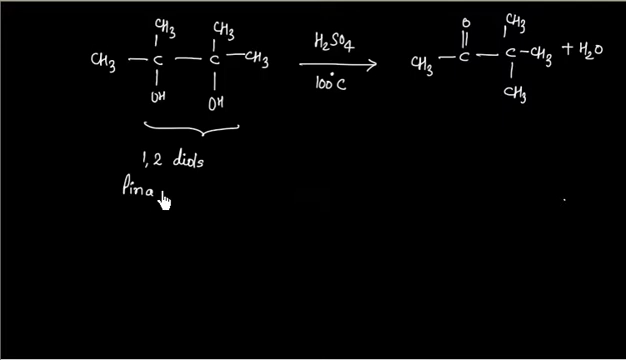 CH3 CH3 H2SO4 O CH3
CH3 — C — C — CH3 100°C CH3 — C — C — CH3 + H2O
OH OH CH3
1,2 diols
Pina